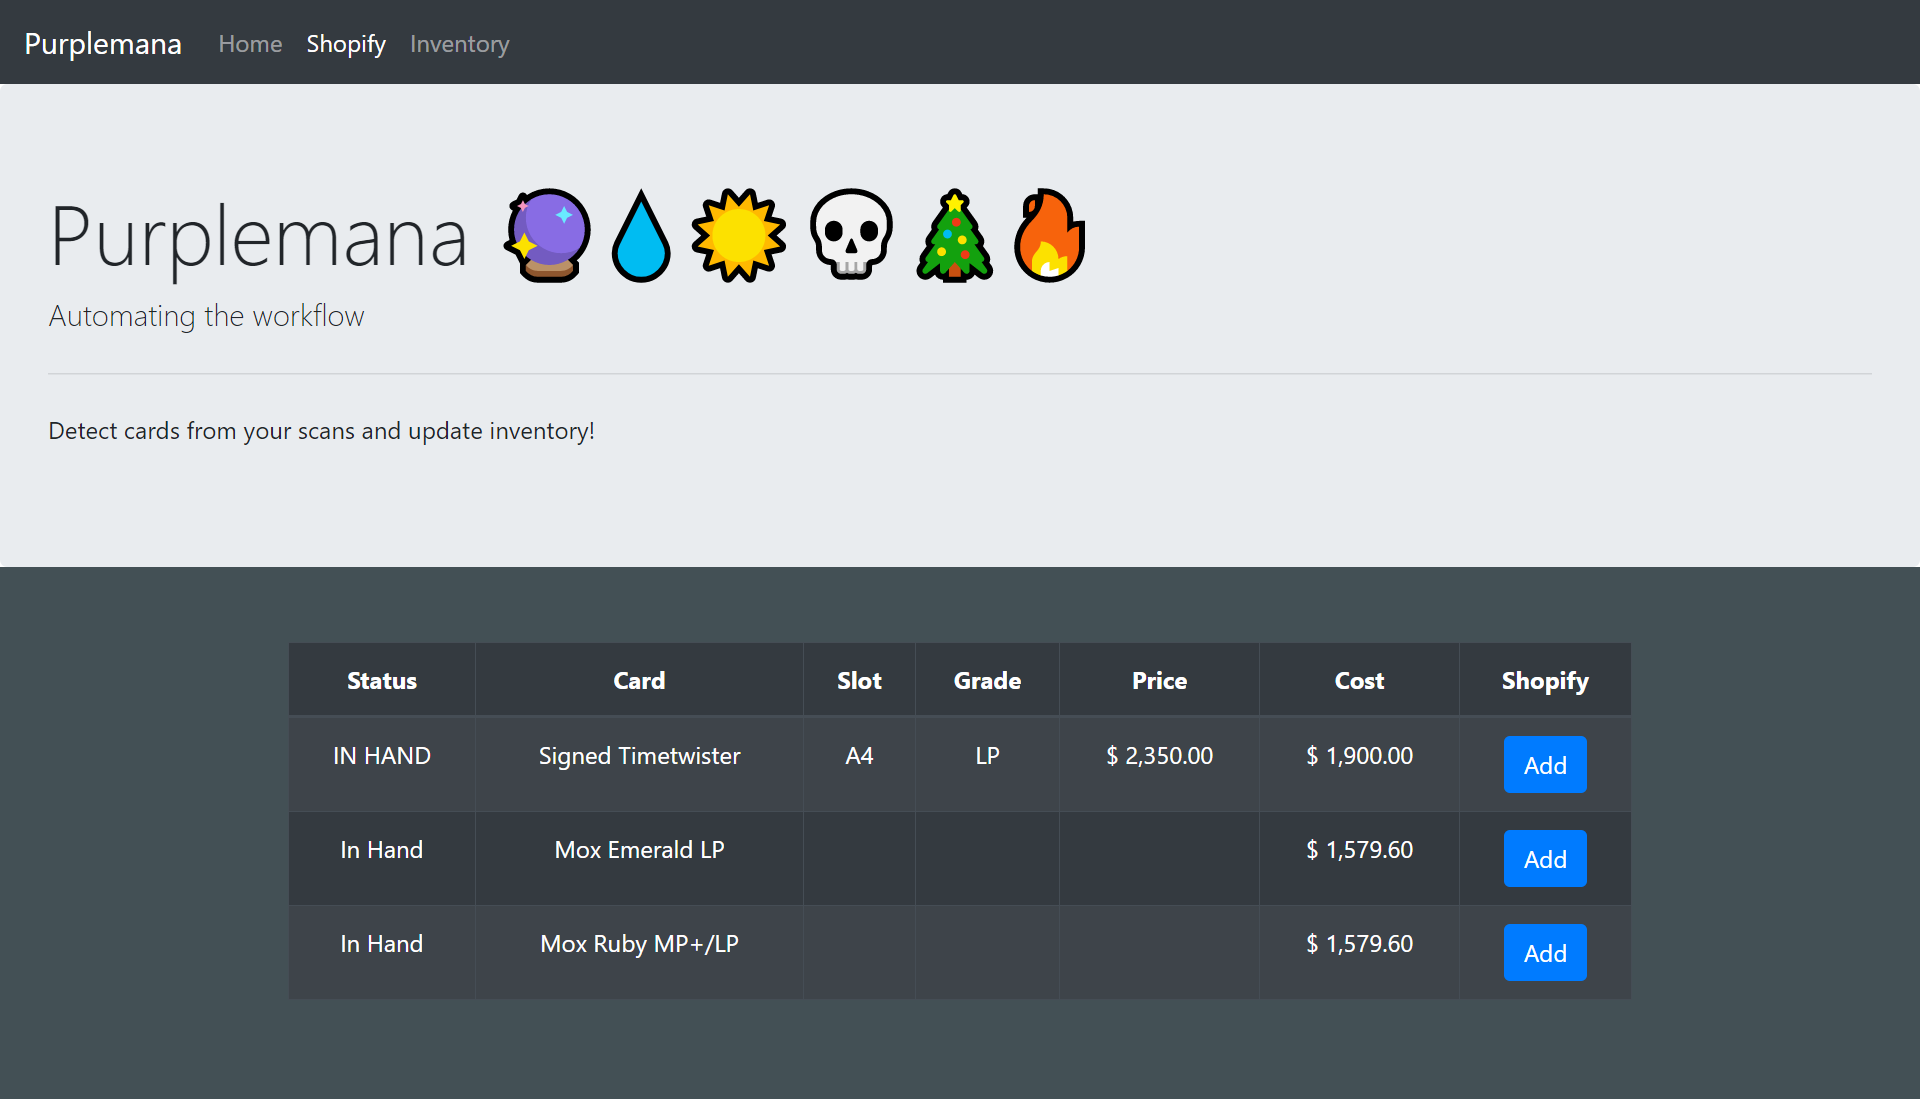 Purplemana Home Shopify Inventory
Purplemana 🔮💧☀️💀🎄🔥
Automating the workflow
Detect cards from your scans and update inventory!
Status Card Slot Grade Price Cost Shopify
IN HAND Signed Timetwister A4 LP $ 2,350.00 $ 1,900.00 Add
In Hand Mox Emerald LP $ 1,579.60 Add
In Hand Mox Ruby MP+/LP $ 1,579.60 Add